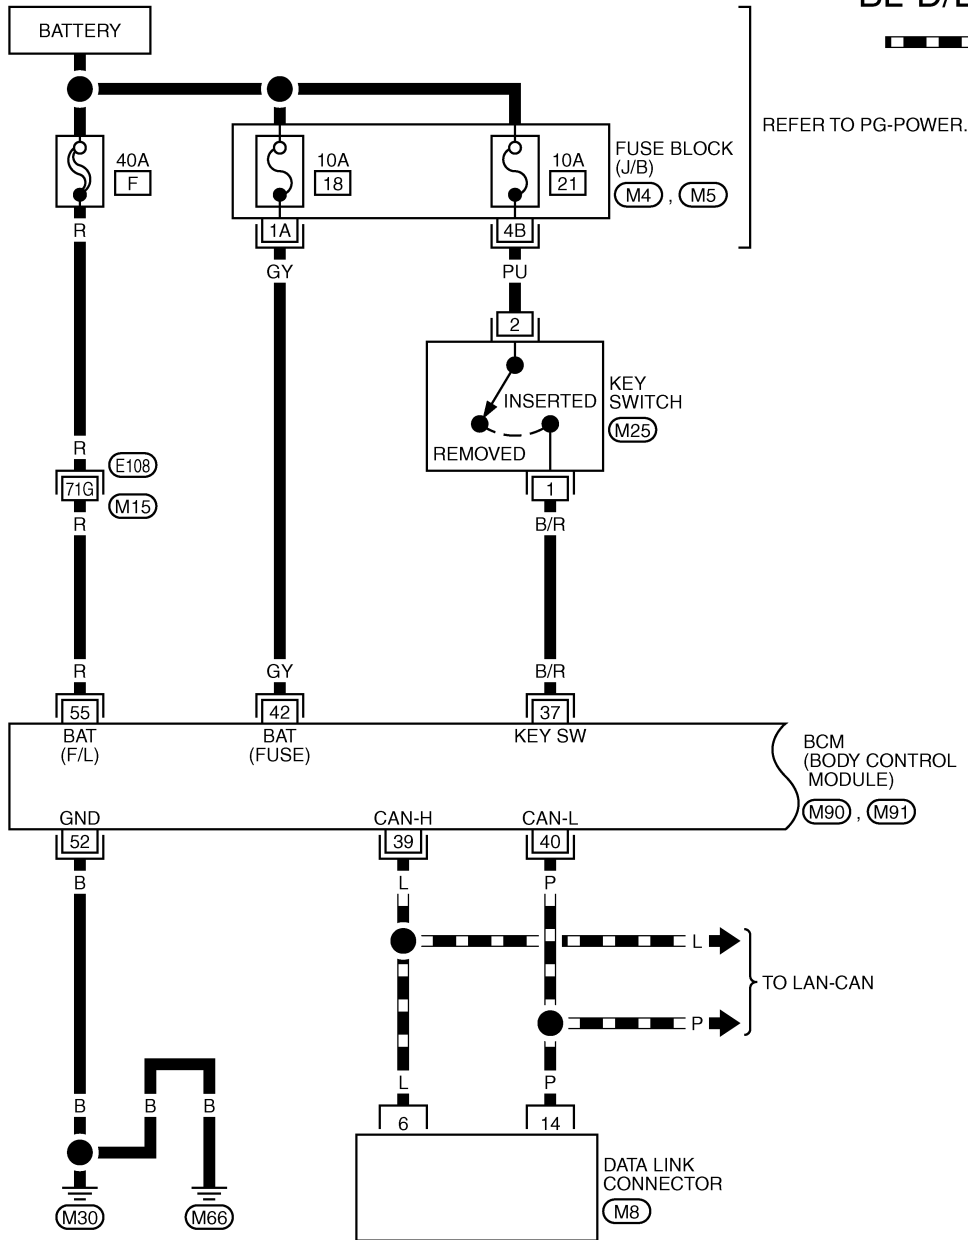 BATTERY
REFER TO PG-POWER.
40A
F
10A
18
10A
21
FUSE BLOCK
(J/B)
M4 , M5
R
1A
4B
GY
PU
2
KEY
SWITCH
M25
INSERTED
REMOVED
R
E108
71G
M15
R
1
B/R
R
GY
B/R
55
42
37
BAT
(F/L)
BAT
(FUSE)
KEY SW
BCM
(BODY CONTROL
MODULE)
M90 , M91
GND
CAN-H
CAN-L
52
39
40
B
L
P
L
TO LAN-CAN
P
L
P
B
B
B
6
14
DATA LINK
CONNECTOR
M8
M30
M66